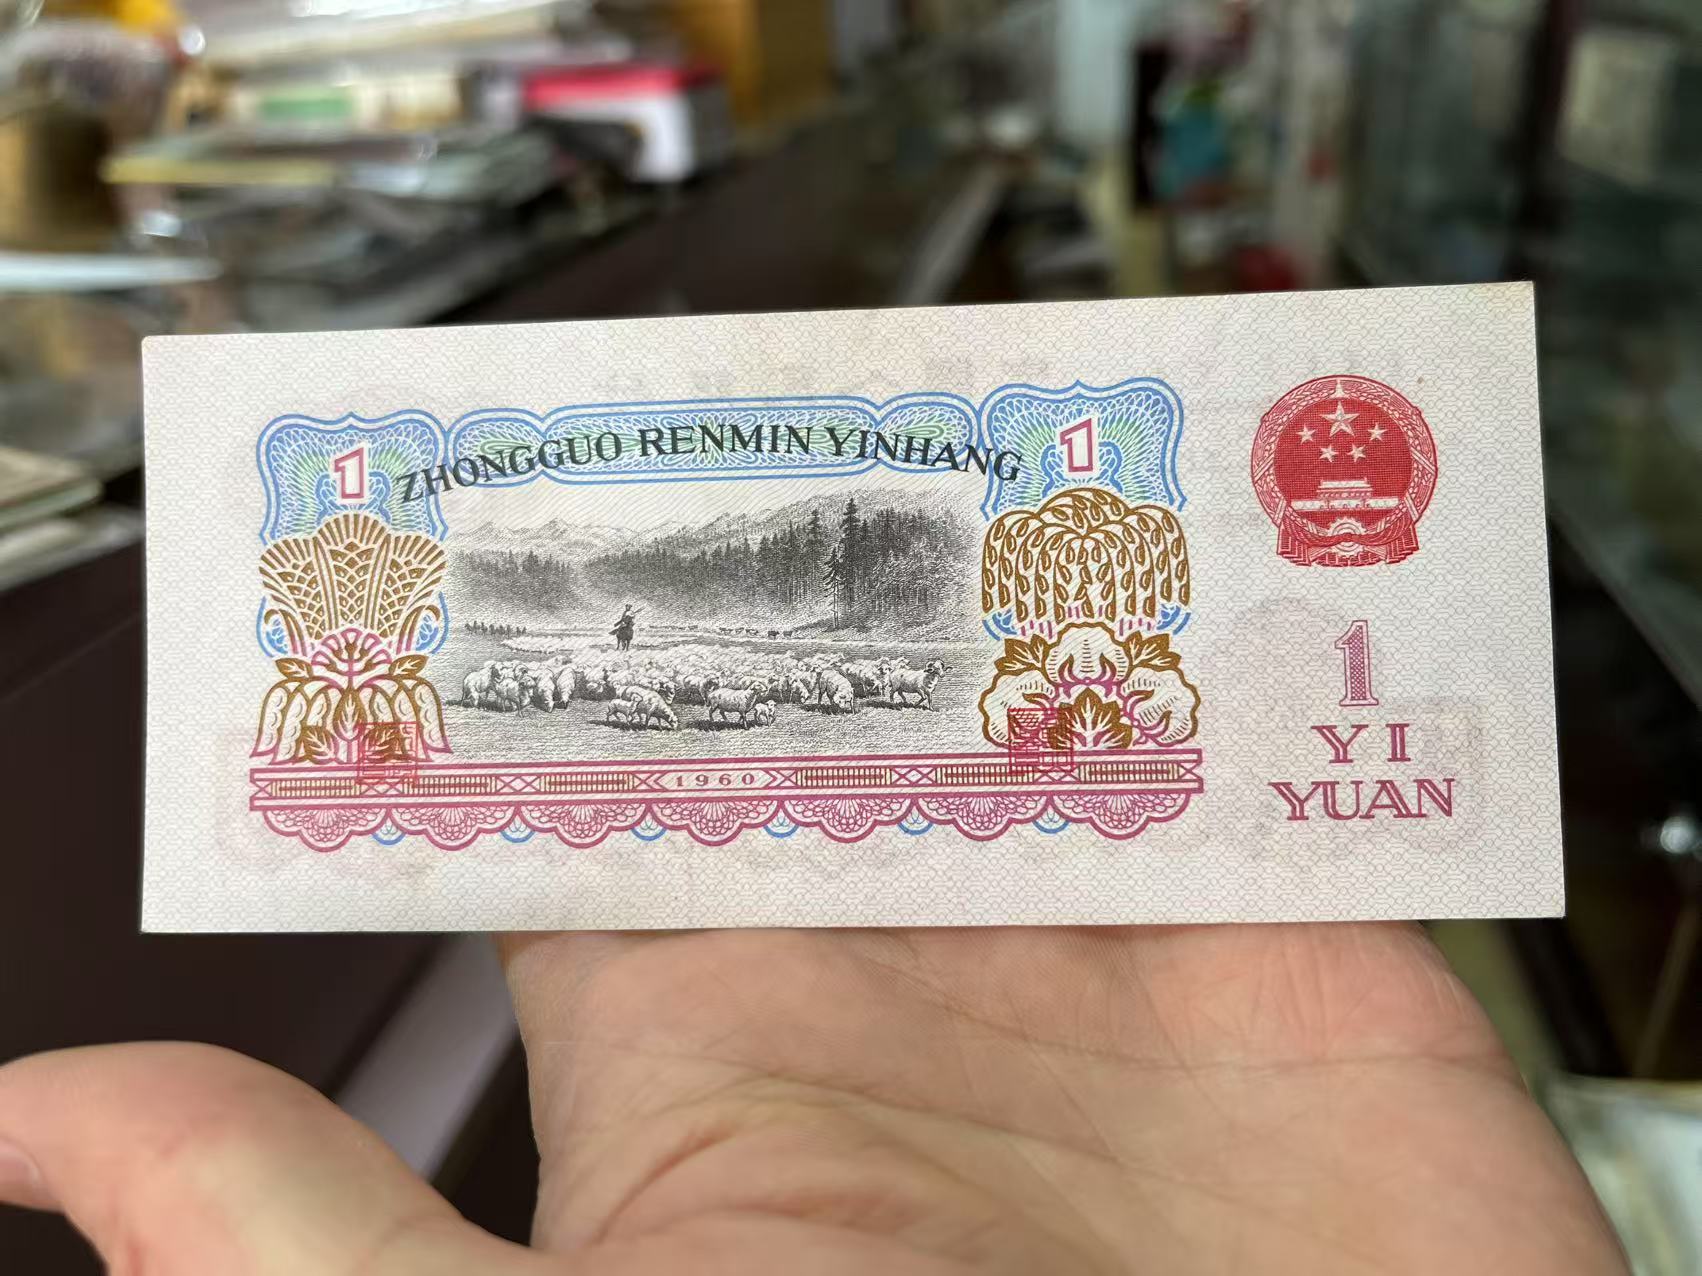 1
ZHONGGUO RENMIN YINHANG
1
1960
1
YI
YUAN